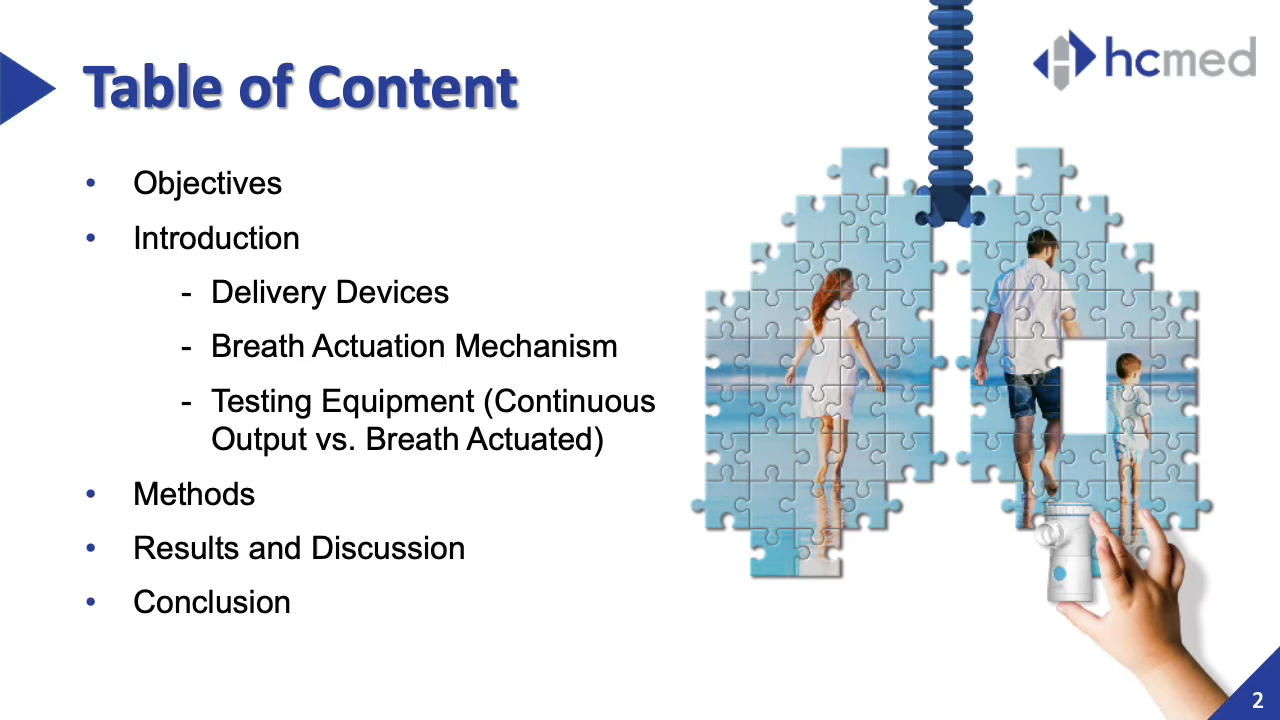 Table of Content
hcmed
• Objectives
• Introduction
- Delivery Devices
- Breath Actuation Mechanism
- Testing Equipment (Continuous
Output vs. Breath Actuated)
• Methods
• Results and Discussion
• Conclusion
2